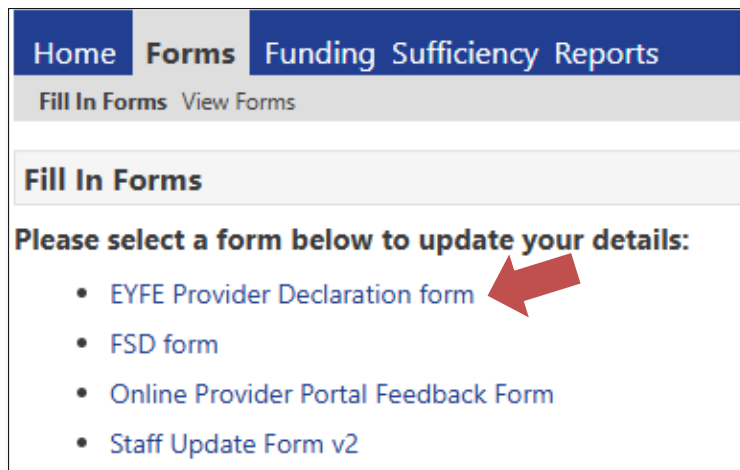 Home Forms Funding Sufficiency Reports
Fill In Forms View Forms
Fill In Forms
Please select a form below to update your details:
• EYFE Provider Declaration form
• FSD form
• Online Provider Portal Feedback Form
• Staff Update Form v2